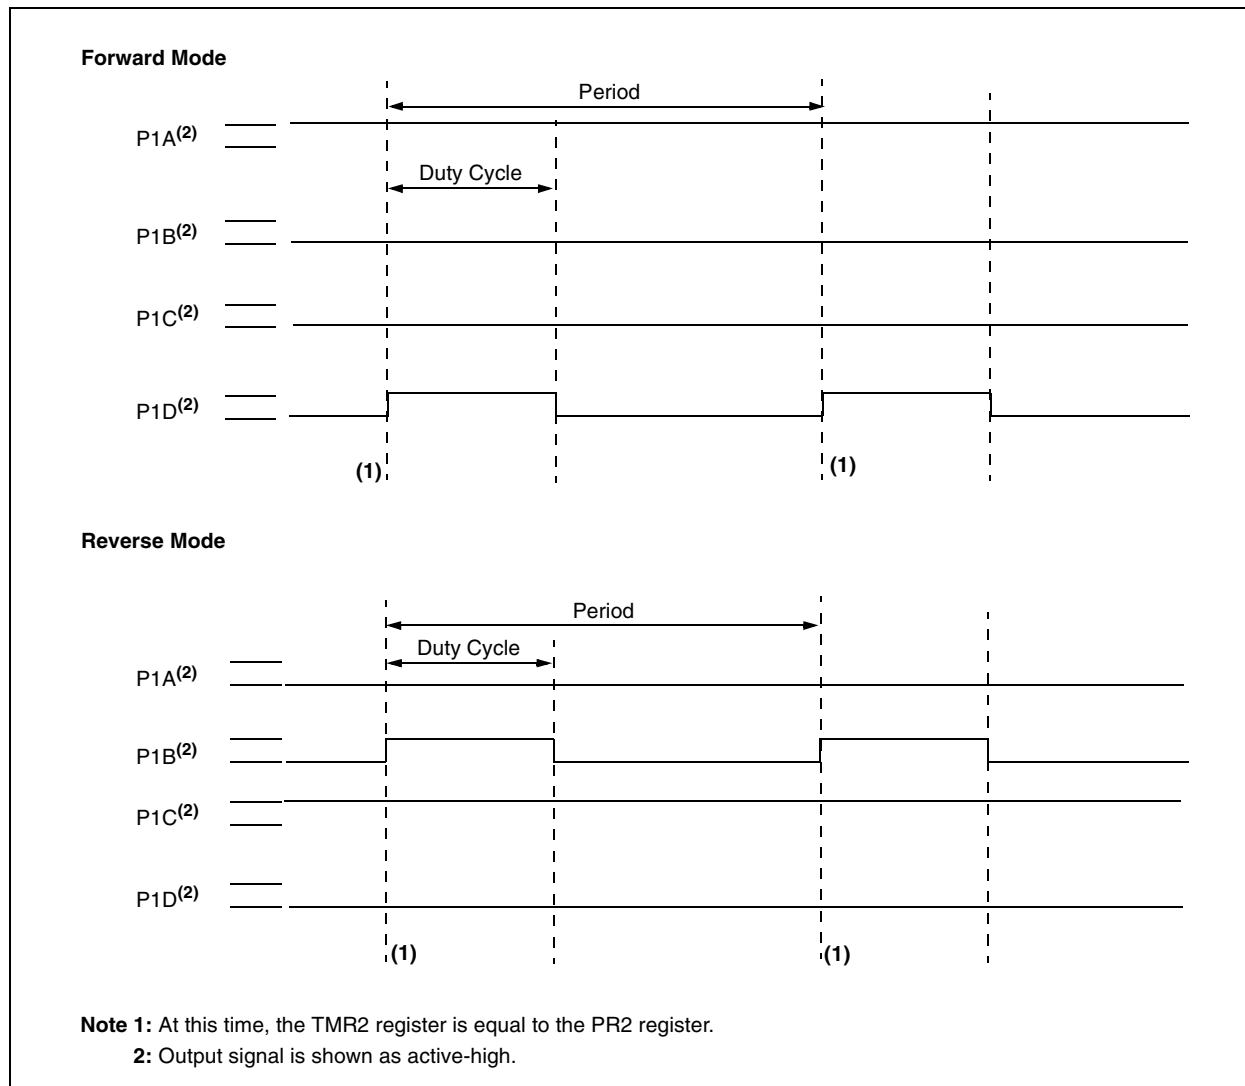 Forward Mode
Period
P1A(2)
Duty Cycle
P1B(2)
P1C(2)
P1D(2)
(1)
(1)
Reverse Mode
Period
Duty Cycle
P1A(2)
P1B(2)
P1C(2)
P1D(2)
(1)
(1)
Note 1: At this time, the TMR2 register is equal to the PR2 register.
2: Output signal is shown as active-high.